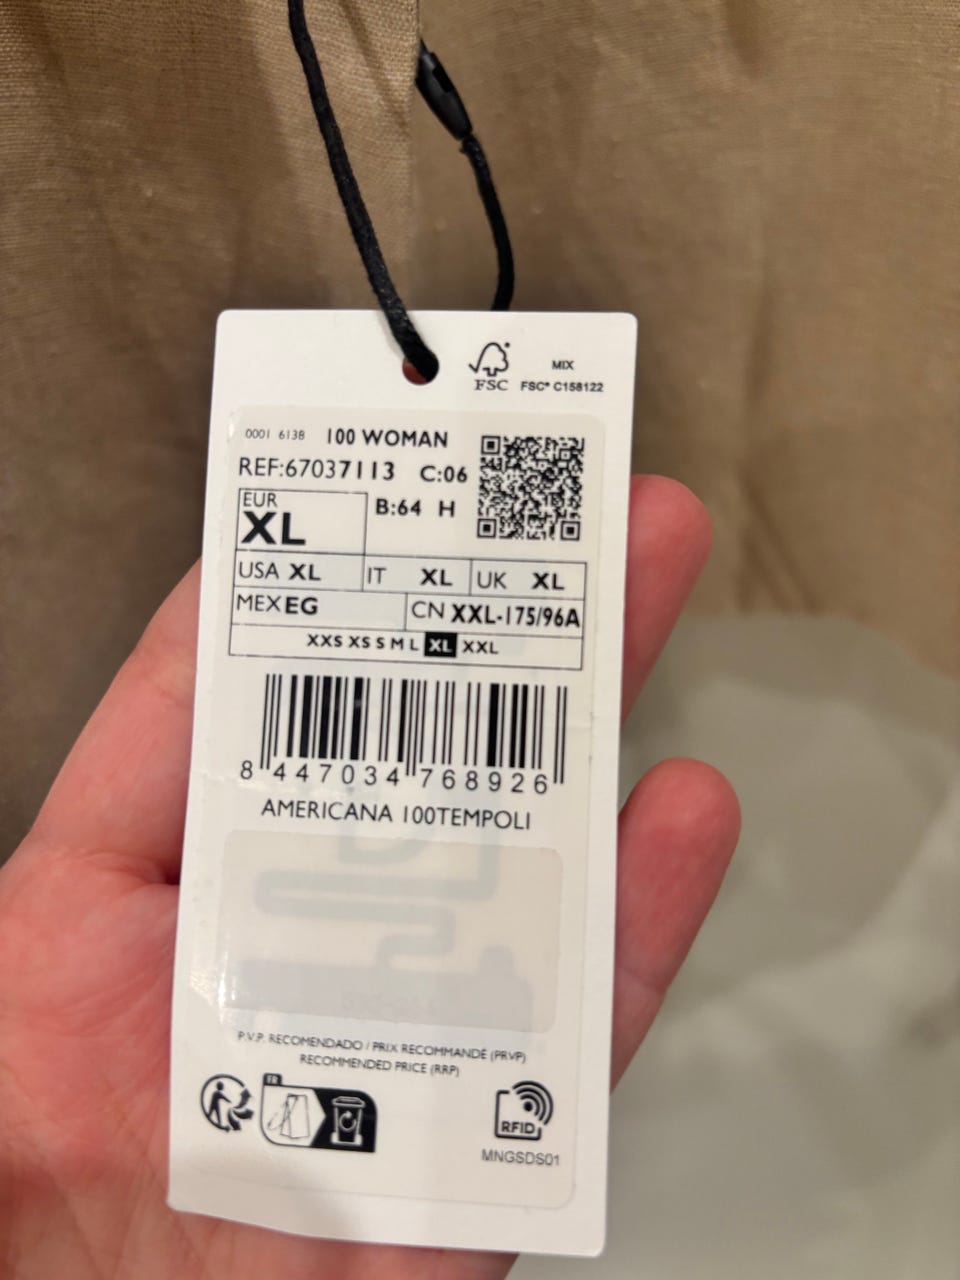 FSC
MIX
FSC® C158122
0001 6138 100 WOMAN
REF:67037113 C:06
EUR
XL
B:64 H
USA XL IT XL UK XL
MEX EG CN XXL-175/96A
XXS XS S M L XL XXL
8 447034 768926
AMERICANA 100TEMPOLI
P.V.P. RECOMENDADO / PRIX RECOMMANDÉ (PRVP)
RECOMMENDED PRICE (RRP)
FR
RFID
MNGSDS01